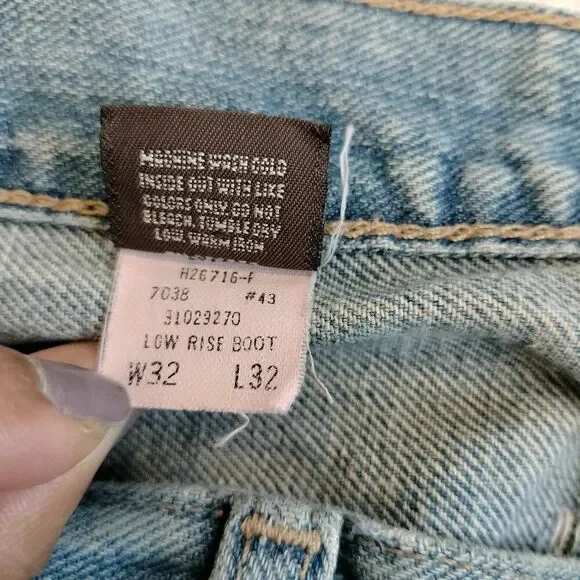 MACHINE WASH COLD
INSIDE OUT WITH LIKE
COLORS ONLY. DO NOT
BLEACH. TUMBLE DRY
LOW. WARM IRON
H26716-F
7038 #43
31029270
LOW RISE BOOT
W32 L32